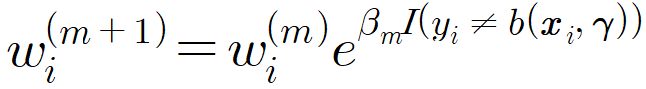 $w_i^{(m+1)} = w_i^{(m)} e^{\beta_m I(y_i \neq b(\boldsymbol{x}_i, \boldsymbol{\gamma}))}$